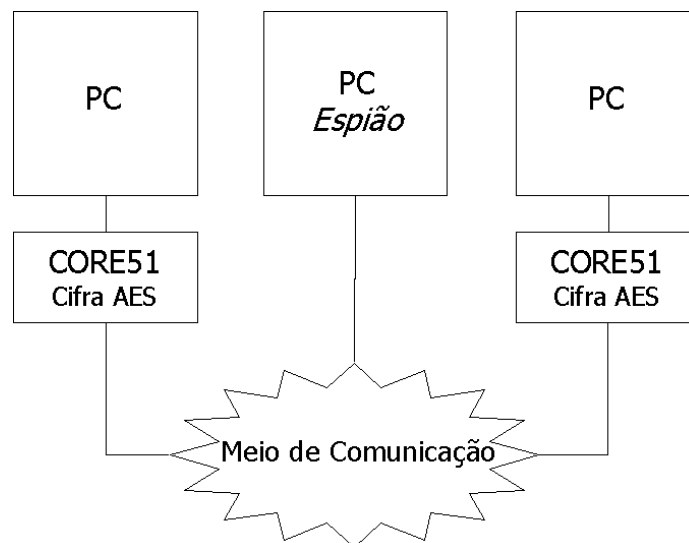 PC
PC
Espião
PC
CORE51
Cifra AES
CORE51
Cifra AES
Meio de Comunicação